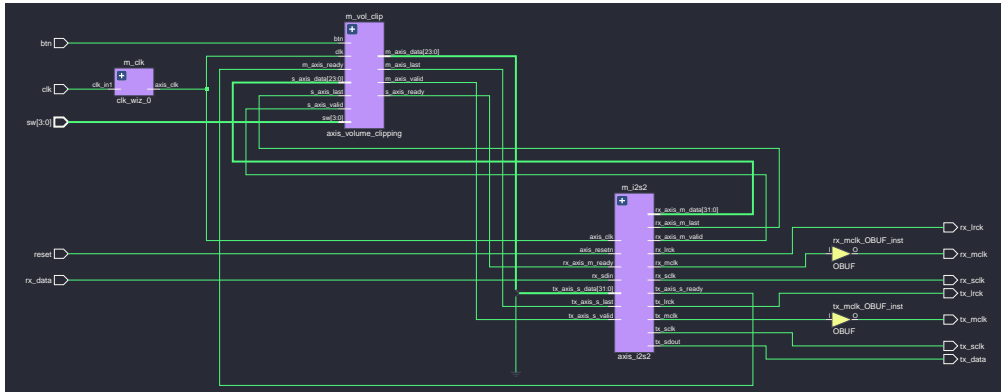 m_vol_clip
btn
btn
clk
m_axis_ready
s_axis_data[23:0]
s_axis_last
s_axis_valid
sw[3:0]
m_axis_data[23:0]
m_axis_last
m_axis_valid
s_axis_ready
axis_volume_clipping
m_clk
clk
clk_in1
axis_clk
clk_wiz_0
sw[3:0]
m_i2s2
axis_clk
axis_resetn
rx_axis_m_ready
rx_sdin
tx_axis_s_data[31:0]
tx_axis_s_last
tx_axis_s_valid
rx_axis_m_data[31:0]
rx_axis_m_last
rx_axis_m_valid
rx_lrck
rx_mclk
rx_sclk
tx_axis_s_ready
tx_lrck
tx_mclk
tx_sclk
tx_sdout
axis_i2s2
reset
rx_data
rx_mclk_OBUF_inst
I
O
OBUF
tx_mclk_OBUF_inst
I
O
OBUF
rx_lrck
rx_mclk
rx_sclk
tx_lrck
tx_mclk
tx_sclk
tx_data